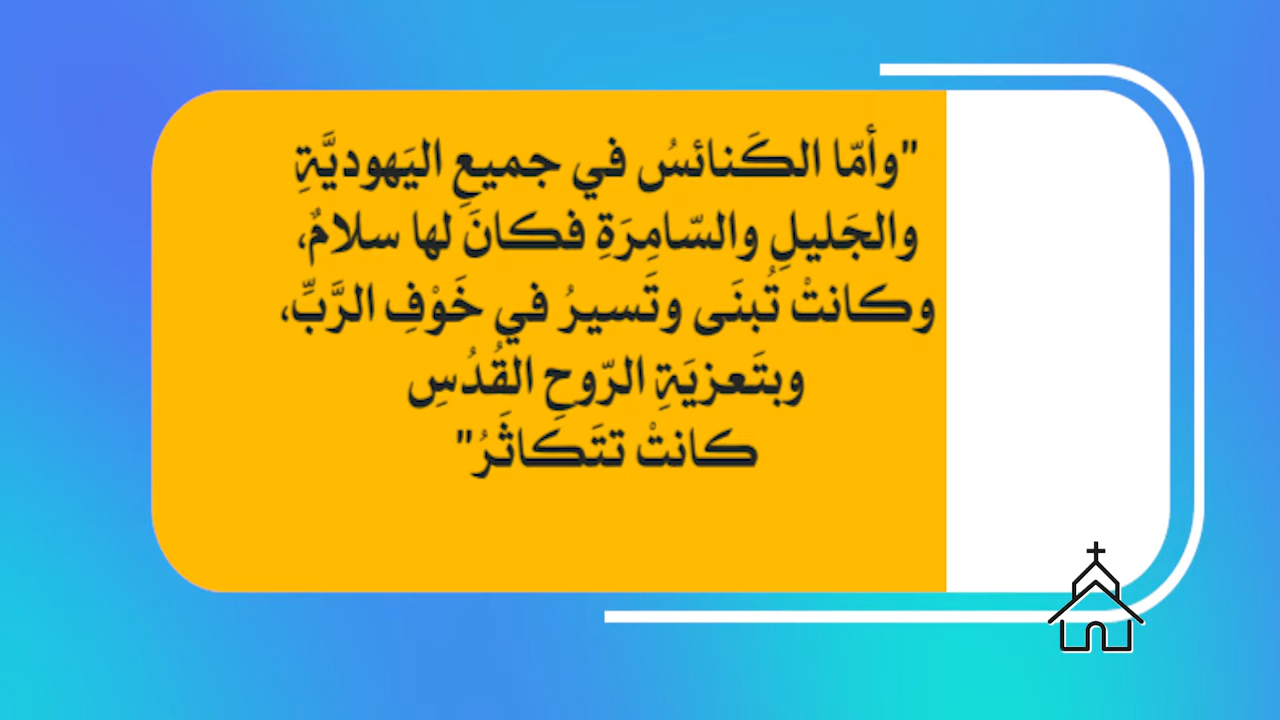 "وأمّا الكَنائسُ في جميعِ اليَهوديَّةِ
والجَليلِ والسّامِرَةِ فكانَ لها سلامٌ،
وكانتْ تُبنَى وتَسيرُ في خَوْفِ الرَّبِّ،
وبتَعزيَةِ الرّوحِ القُدُسِ
كانتْ تتَكاثَرُ"